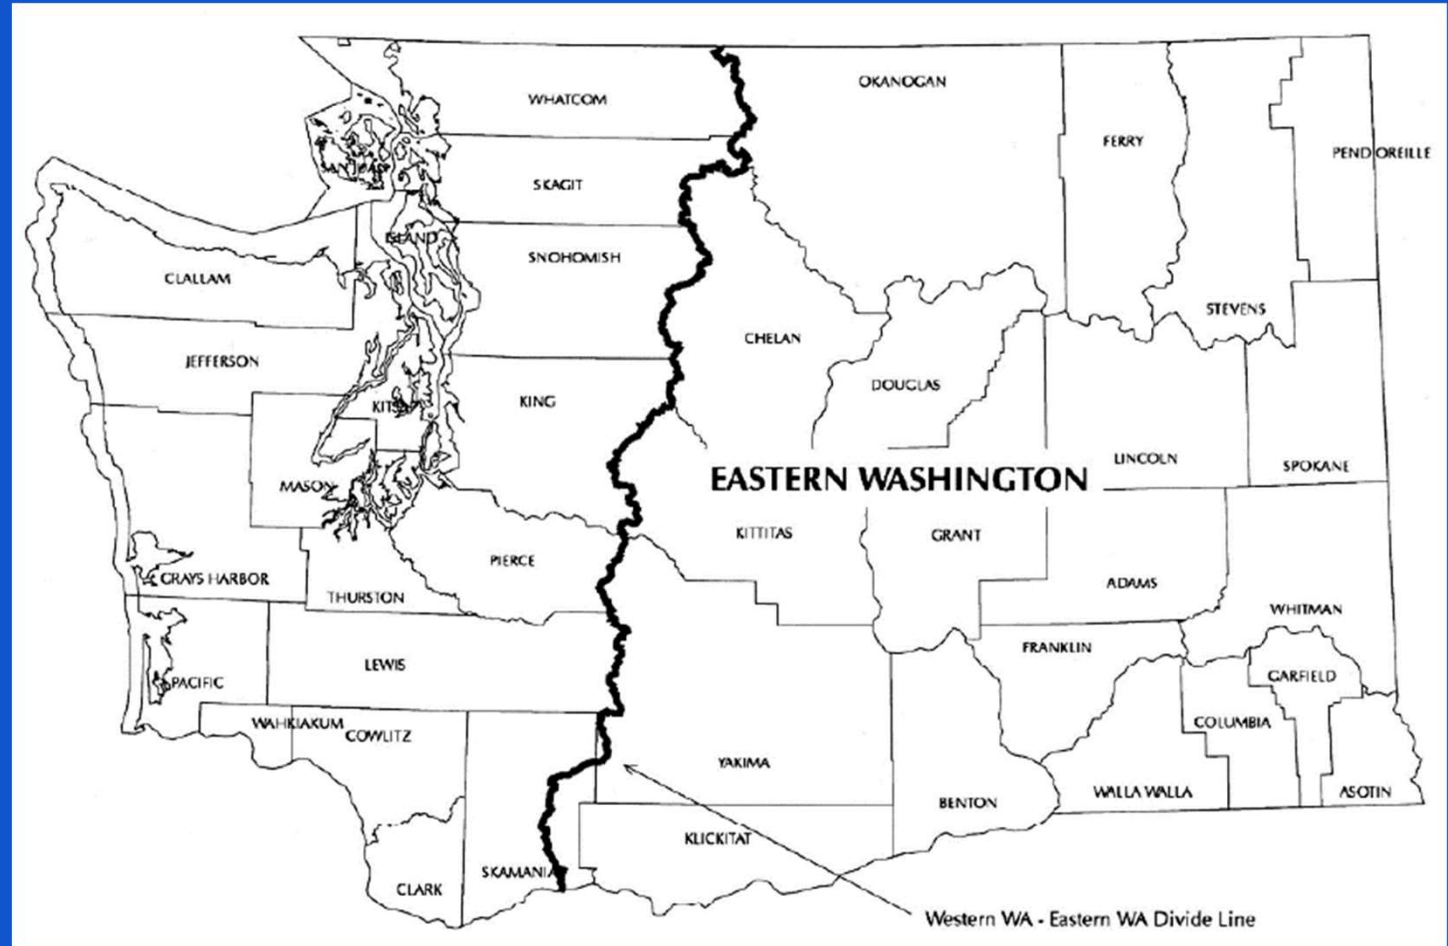 OKANOGAN
WHATCOM
FERRY
PEND OREILLE
SAN JUAN
SKAGIT
ISLAND
SNOHOMISH
CLALLAM
STEVENS
CHELAN
JEFFERSON
DOUGLAS
KITSAP
KING
LINCOLN
SPOKANE
EASTERN WASHINGTON
MASON
KITTITAS
GRANT
PIERCE
GRAYS HARBOR
ADAMS
THURSTON
WHITMAN
FRANKLIN
LEWIS
GARFIELD
PACIFIC
WAHKIAKUM
COLUMBIA
COWLITZ
YAKIMA
WALLA WALLA
ASOTIN
BENTON
KLICKITAT
SKAMANIA
CLARK
Western WA - Eastern WA Divide Line